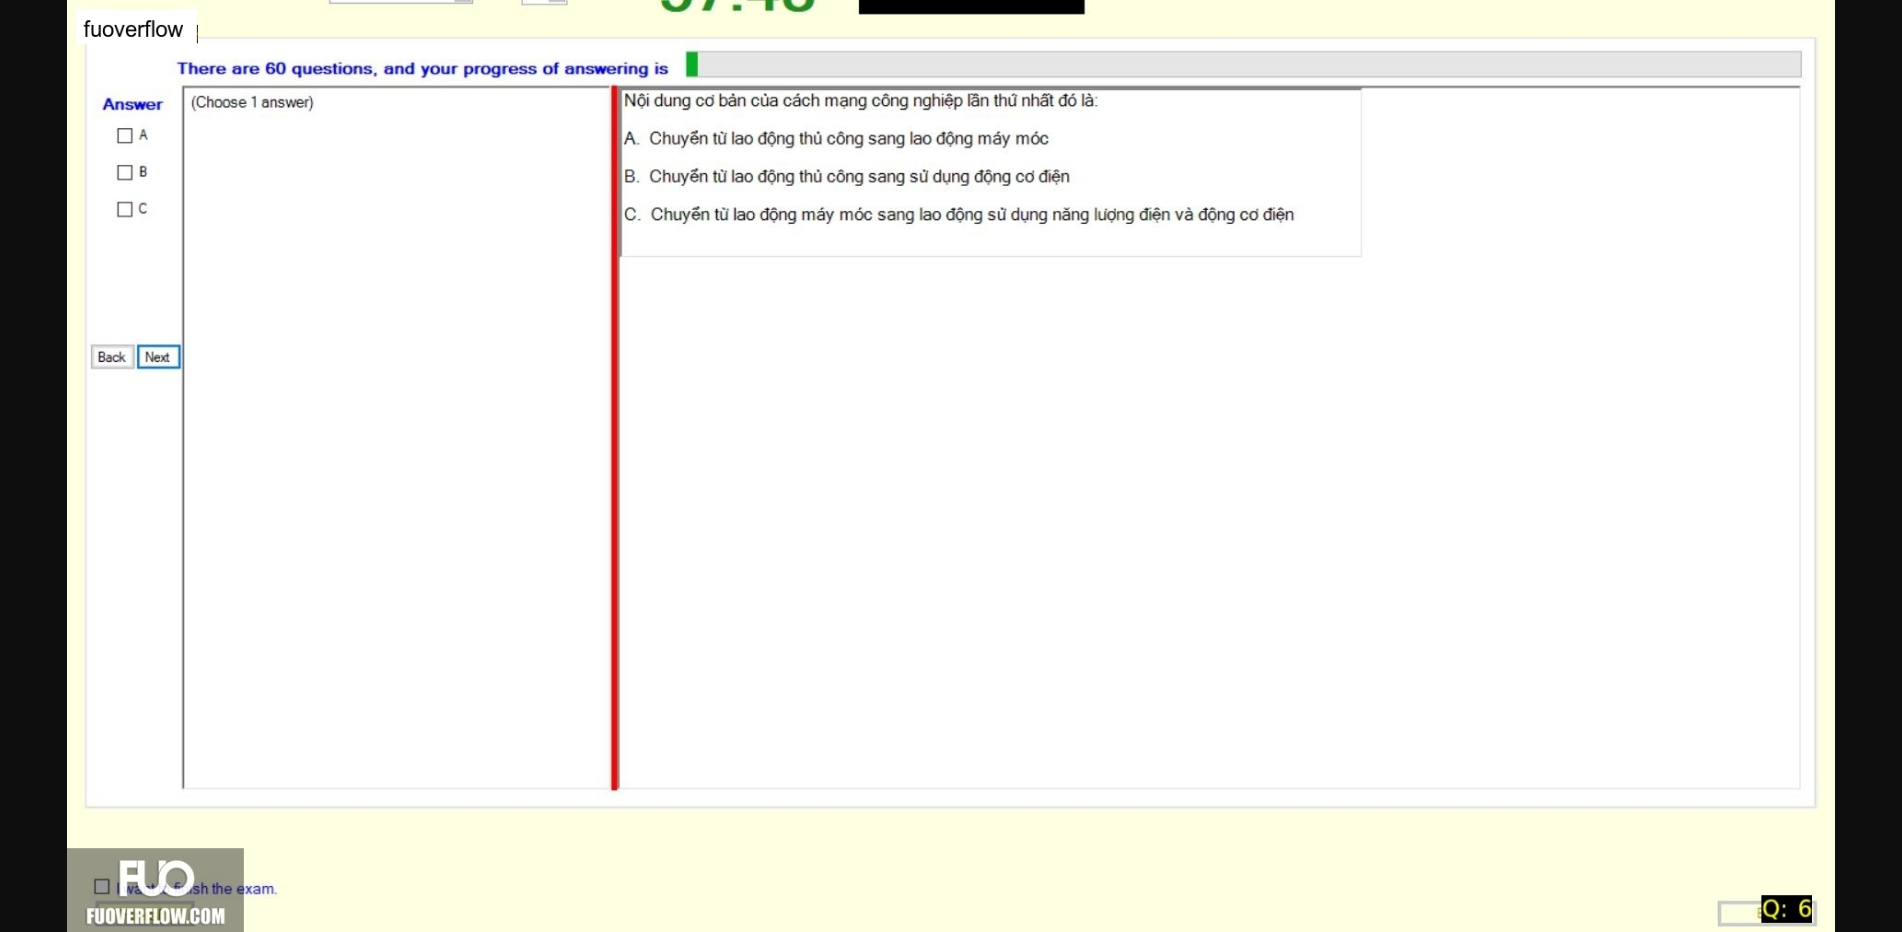 fuoverflow
There are 60 questions, and your progress of answering is
Answer
(Choose 1 answer)
A
B
C
Back Next
Nội dung cơ bản của cách mạng công nghiệp lần thứ nhất đó là:
A. Chuyển từ lao động thủ công sang lao động máy móc
B. Chuyển từ lao động thủ công sang sử dụng động cơ điện
C. Chuyển từ lao động máy móc sang lao động sử dụng năng lượng điện và động cơ điện
FUO
I want finish the exam.
FUOVERFLOW.COM
Q: 6